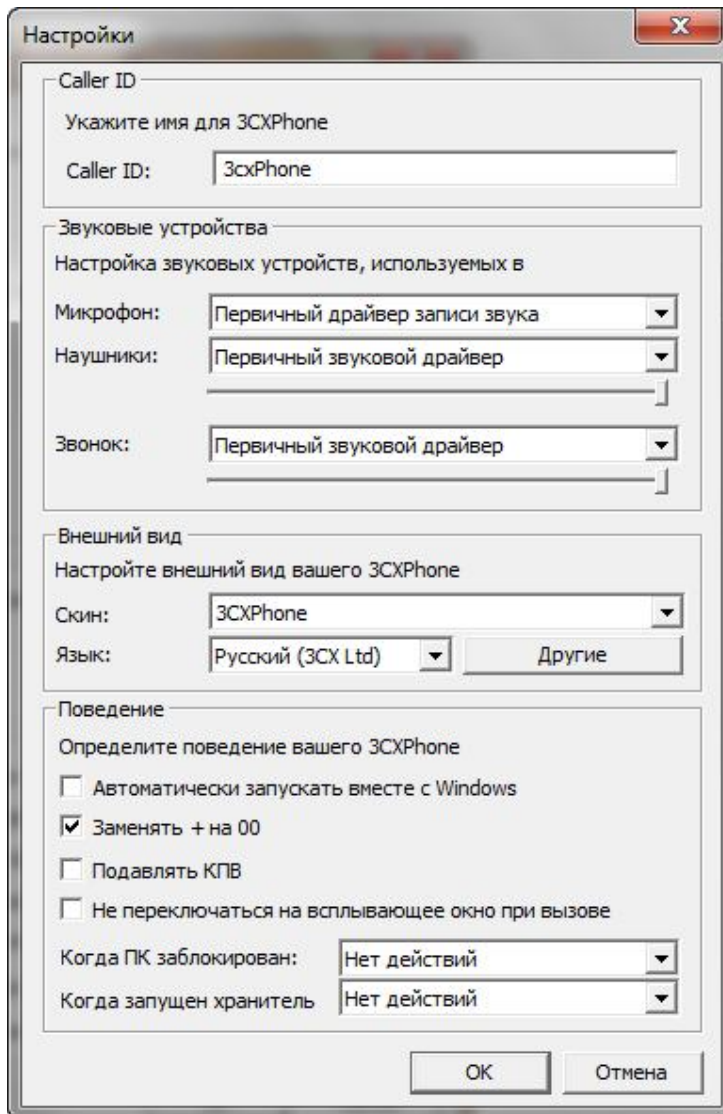 Настройки
Caller ID
Укажите имя для 3CXPhone
Caller ID: 3cxPhone
Звуковые устройства
Настройка звуковых устройств, используемых в
Микрофон: Первичный драйвер записи звука
Наушники: Первичный звуковой драйвер
Звонок: Первичный звуковой драйвер
Внешний вид
Настройте внешний вид вашего 3CXPhone
Скин: 3CXPhone
Язык: Русский (3CX Ltd) Другие
Поведение
Определите поведение вашего 3CXPhone
Автоматически запускать вместе с Windows
Заменять + на 00
Подавлять КПВ
Не переключаться на всплывающее окно при вызове
Когда ПК заблокирован: Нет действий
Когда запущен хранитель Нет действий
OK Отмена